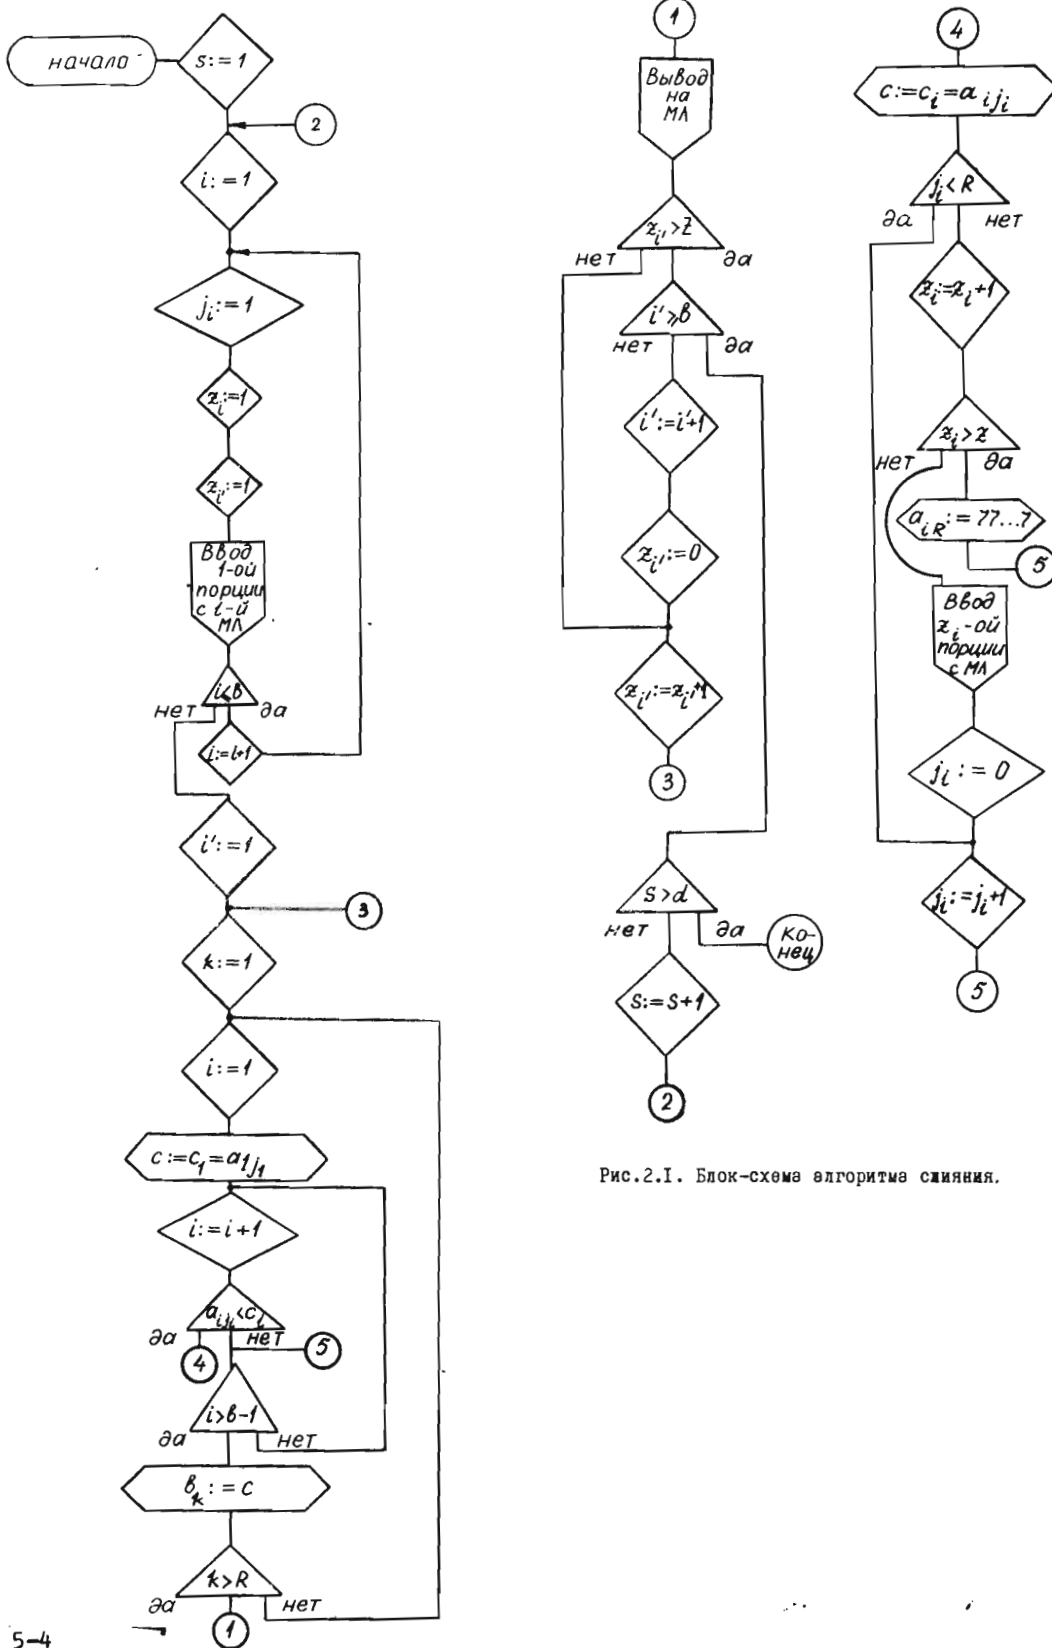 начало
s:=1
2
i:=1
j_i:=1
z_i:=1
z_i':=1
Ввод
1-ой
порции
с i-й
МЛ
i<в
нет
да
i:=i+1
i':=1
3
k:=1
i:=1
c:=c_1=a_1j_1
i:=i+1
a_ij_i<c_i
да
нет
4
5
i>в-1
да
нет
в_k:=c
k>R
да
нет
1
5-4
1
Вывод
на
МЛ
z_i'>z
нет
да
i'⩾в
нет
да
i':=i'+1
z_i':=0
z_i':=z_i'+1
3
s>d
нет
да
ко-
нец
s:=s+1
2
4
c:=c_i=a_ij_i
j_i<R
да
нет
z_i:=z_i+1
z_i>z
нет
да
a_iR:=77...7
5
Ввод
z_i-ой
порции
с МЛ
j_i:=0
j_i:=j_i+1
5
Рис.2.I. Блок-схема алгоритма слияния.